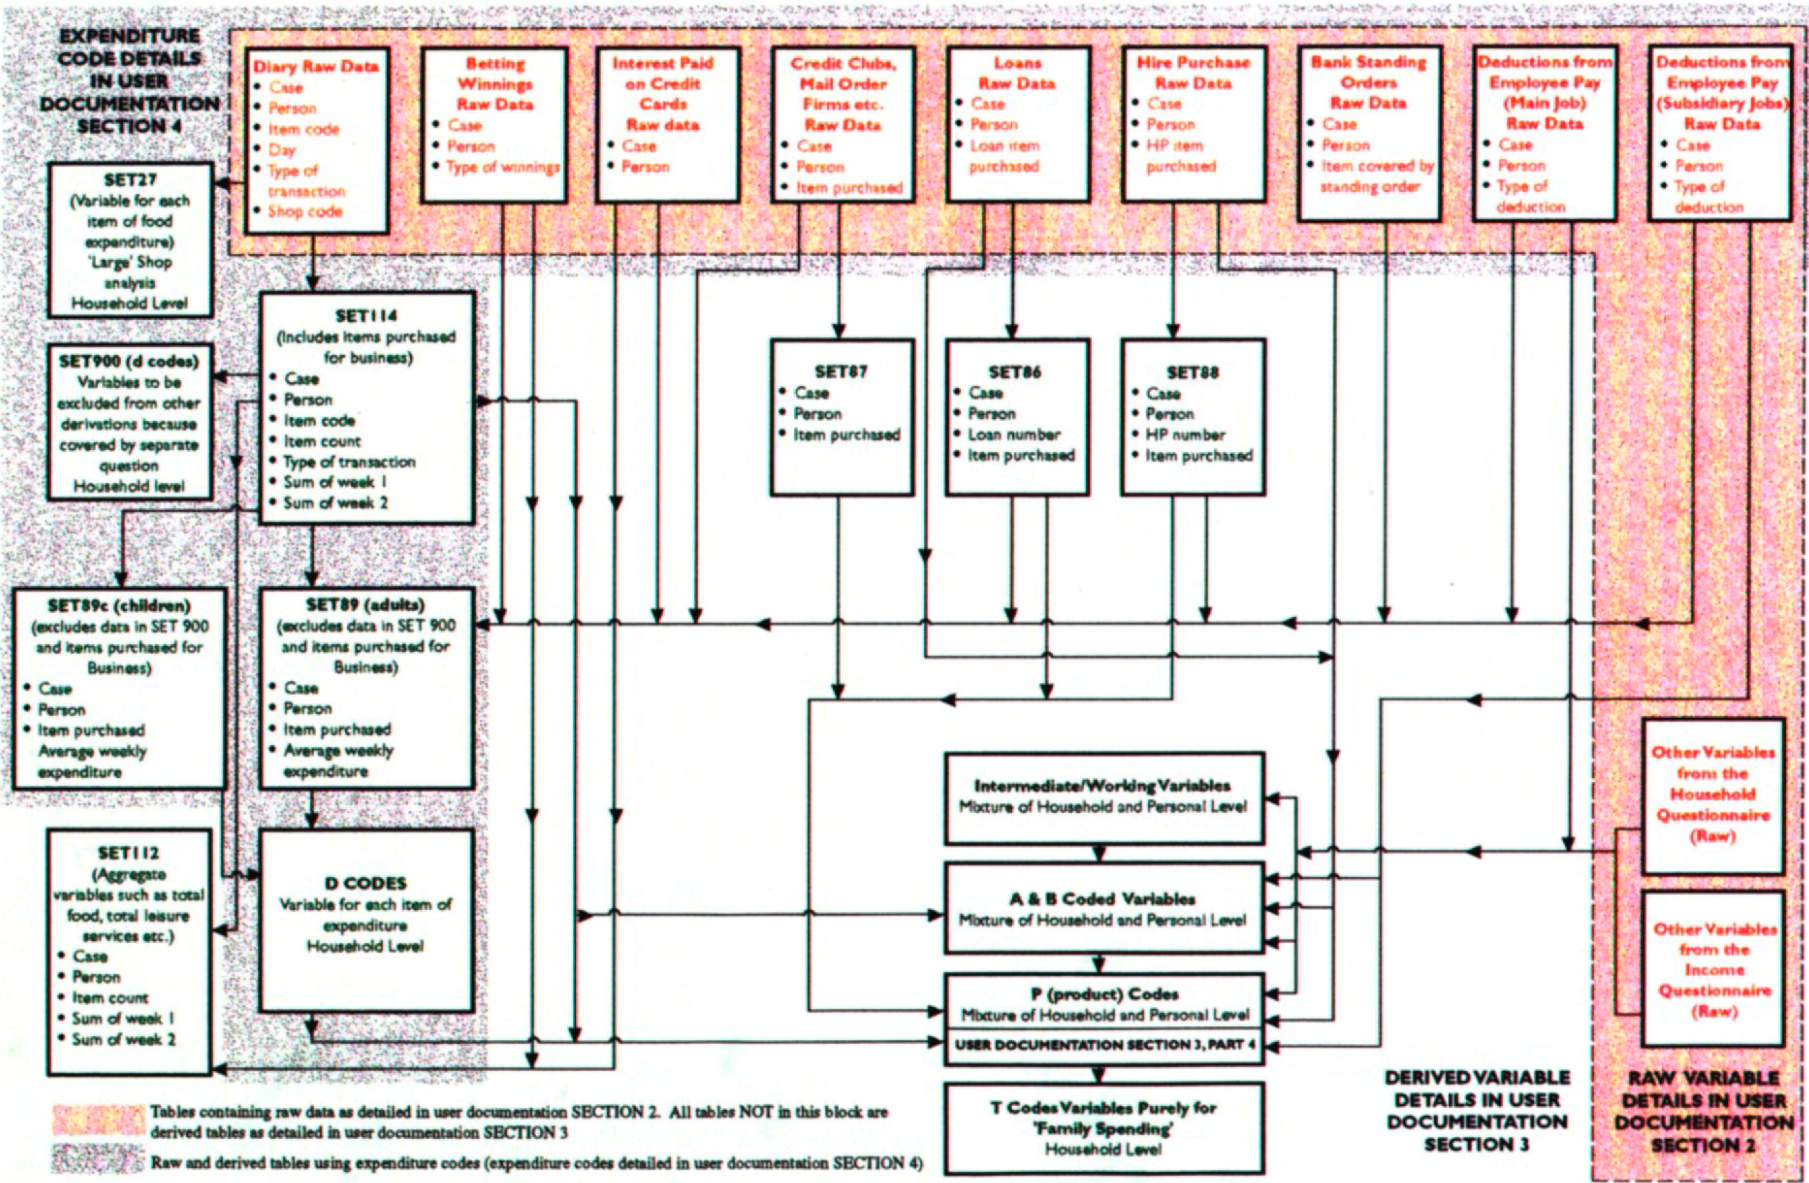 EXPENDITURE
CODE DETAILS
IN USER
DOCUMENTATION
SECTION 4
Diary Raw Data
• Case
• Person
• Item code
• Day
• Type of
transaction
• Shop code
Betting
Winnings
Raw Data
• Case
• Person
• Type of winnings
Interest Paid
on Credit
Cards
Raw data
• Case
• Person
Credit Clubs,
Mail Order
Firms etc.
Raw Data
• Case
• Person
• Item purchased
Loans
Raw Data
• Case
• Person
• Loan item
purchased
Hire Purchase
Raw Data
• Case
• Person
• HP item
purchased
Bank Standing
Orders
Raw Data
• Case
• Person
• Item covered by
standing order
Deductions from
Employee Pay
(Main Job)
Raw Data
• Case
• Person
• Type of
deduction
Deductions from
Employee Pay
(Subsidiary Jobs)
Raw Data
• Case
• Person
• Type of
deduction
SET27
(Variable for each
item of food
expenditure)
'Large' Shop
analysis
Household Level
SET114
(Includes items purchased
for business)
• Case
• Person
• Item code
• Item count
• Type of transaction
• Sum of week 1
• Sum of week 2
SET900 (d codes)
Variables to be
excluded from other
derivations because
covered by separate
question
Household level
SET87
• Case
• Person
• Item purchased
SET86
• Case
• Person
• Loan number
• Item purchased
SET88
• Case
• Person
• HP number
• Item purchased
SET89c (children)
(excludes data in SET 900
and items purchased for
Business)
• Case
• Person
• Item purchased
Average weekly
expenditure
SET89 (adults)
(excludes data in SET 900
and items purchased for
Business)
• Case
• Person
• Item purchased
• Average weekly
expenditure
SET112
(Aggregate
variables such as total
food, total leisure
services etc.)
• Case
• Person
• Item count
• Sum of week 1
• Sum of week 2
D CODES
Variable for each item of
expenditure
Household Level
Intermediate/Working Variables
Mixture of Household and Personal Level
A & B Coded Variables
Mixture of Household and Personal Level
P (product) Codes
Mixture of Household and Personal Level
USER DOCUMENTATION SECTION 3, PART 4
T Codes Variables Purely for
'Family Spending'
Household Level
Other Variables
from the
Household
Questionnaire
(Raw)
Other Variables
from the
Income
Questionnaire
(Raw)
DERIVED VARIABLE
DETAILS IN USER
DOCUMENTATION
SECTION 3
RAW VARIABLE
DETAILS IN USER
DOCUMENTATION
SECTION 2
Tables containing raw data as detailed in user documentation SECTION 2. All tables NOT in this block are
derived tables as detailed in user documentation SECTION 3
Raw and derived tables using expenditure codes (expenditure codes detailed in user documentation SECTION 4)